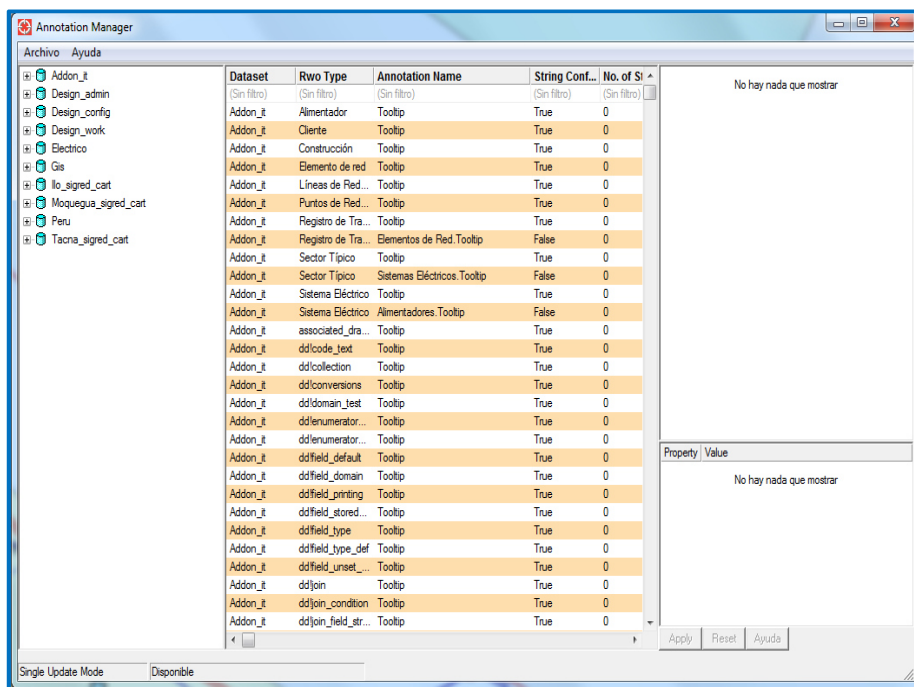 Annotation Manager
Archivo Ayuda
Addon_it
Design_admin
Design_config
Design_work
Electrico
Gis
Ilo_sigred_cart
Moquegua_sigred_cart
Peru
Tacna_sigred_cart
Dataset Rwo Type Annotation Name String Conf... No. of St
(Sin filtro) (Sin filtro) (Sin filtro) (Sin filtro) (Sin filtro)
Addon_it Alimentador Tooltip True 0
Addon_it Cliente Tooltip True 0
Addon_it Construcción Tooltip True 0
Addon_it Elemento de red Tooltip True 0
Addon_it Líneas de Red... Tooltip True 0
Addon_it Puntos de Red... Tooltip True 0
Addon_it Registro de Tra... Tooltip True 0
Addon_it Registro de Tra... Elementos de Red.Tooltip False 0
Addon_it Sector Típico Tooltip True 0
Addon_it Sector Típico Sistemas Eléctricos.Tooltip False 0
Addon_it Sistema Eléctrico Tooltip True 0
Addon_it Sistema Eléctrico Alimentadores.Tooltip False 0
Addon_it associated_dra... Tooltip True 0
Addon_it dd!code_text Tooltip True 0
Addon_it dd!collection Tooltip True 0
Addon_it dd!conversions Tooltip True 0
Addon_it dd!domain_test Tooltip True 0
Addon_it dd!enumerator... Tooltip True 0
Addon_it dd!enumerator... Tooltip True 0
Addon_it dd!field_default Tooltip True 0
Addon_it dd!field_domain Tooltip True 0
Addon_it dd!field_printing Tooltip True 0
Addon_it dd!field_stored... Tooltip True 0
Addon_it dd!field_type Tooltip True 0
Addon_it dd!field_type_def Tooltip True 0
Addon_it dd!field_unset_... Tooltip True 0
Addon_it dd!join Tooltip True 0
Addon_it dd!join_condition Tooltip True 0
Addon_it dd!join_field_str... Tooltip True 0
No hay nada que mostrar
Property Value
No hay nada que mostrar
Apply Reset Ayuda
Single Update Mode Disponible